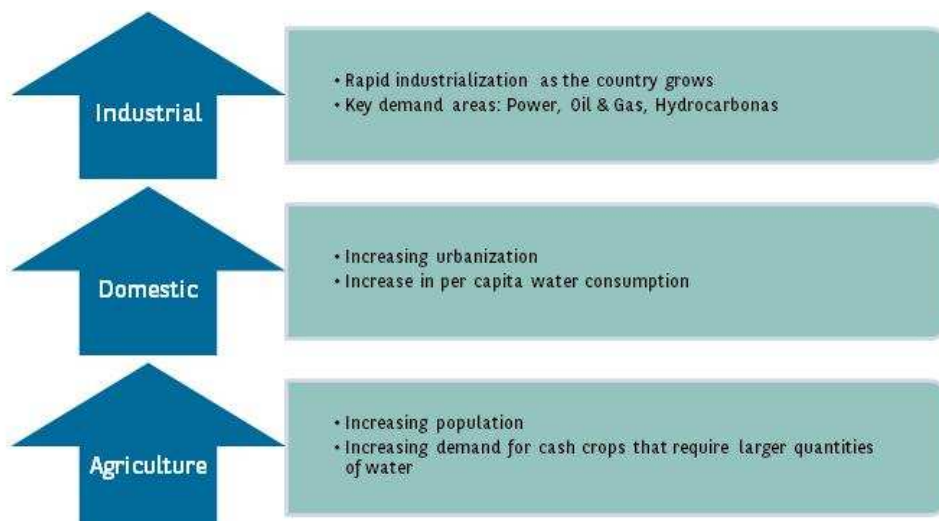 Industrial
• Rapid industrialization as the country grows
• Key demand areas: Power, Oil & Gas, Hydrocarbonas
Domestic
• Increasing urbanization
• Increase in per capita water consumption
Agriculture
• Increasing population
• Increasing demand for cash crops that require larger quantities
of water